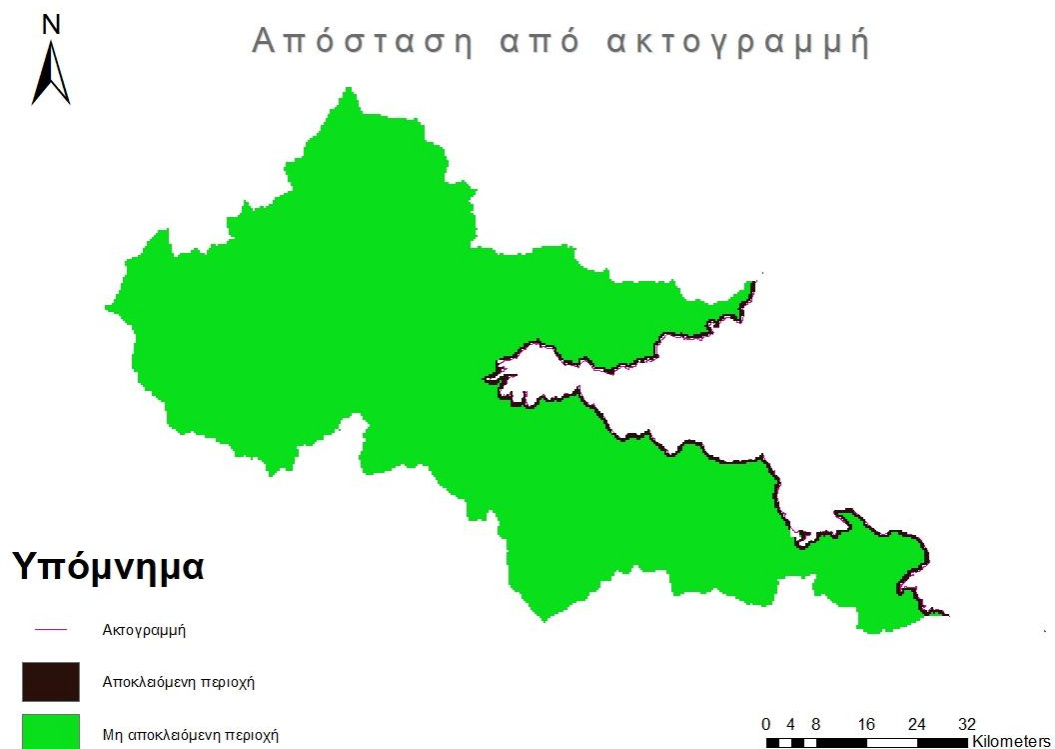 N
Απόσταση από ακτογραμμή
Υπόμνημα
Ακτογραμμή
Αποκλειόμενη περιοχή
Μη αποκλειόμενη περιοχή
0 4 8 16 24 32
Kilometers